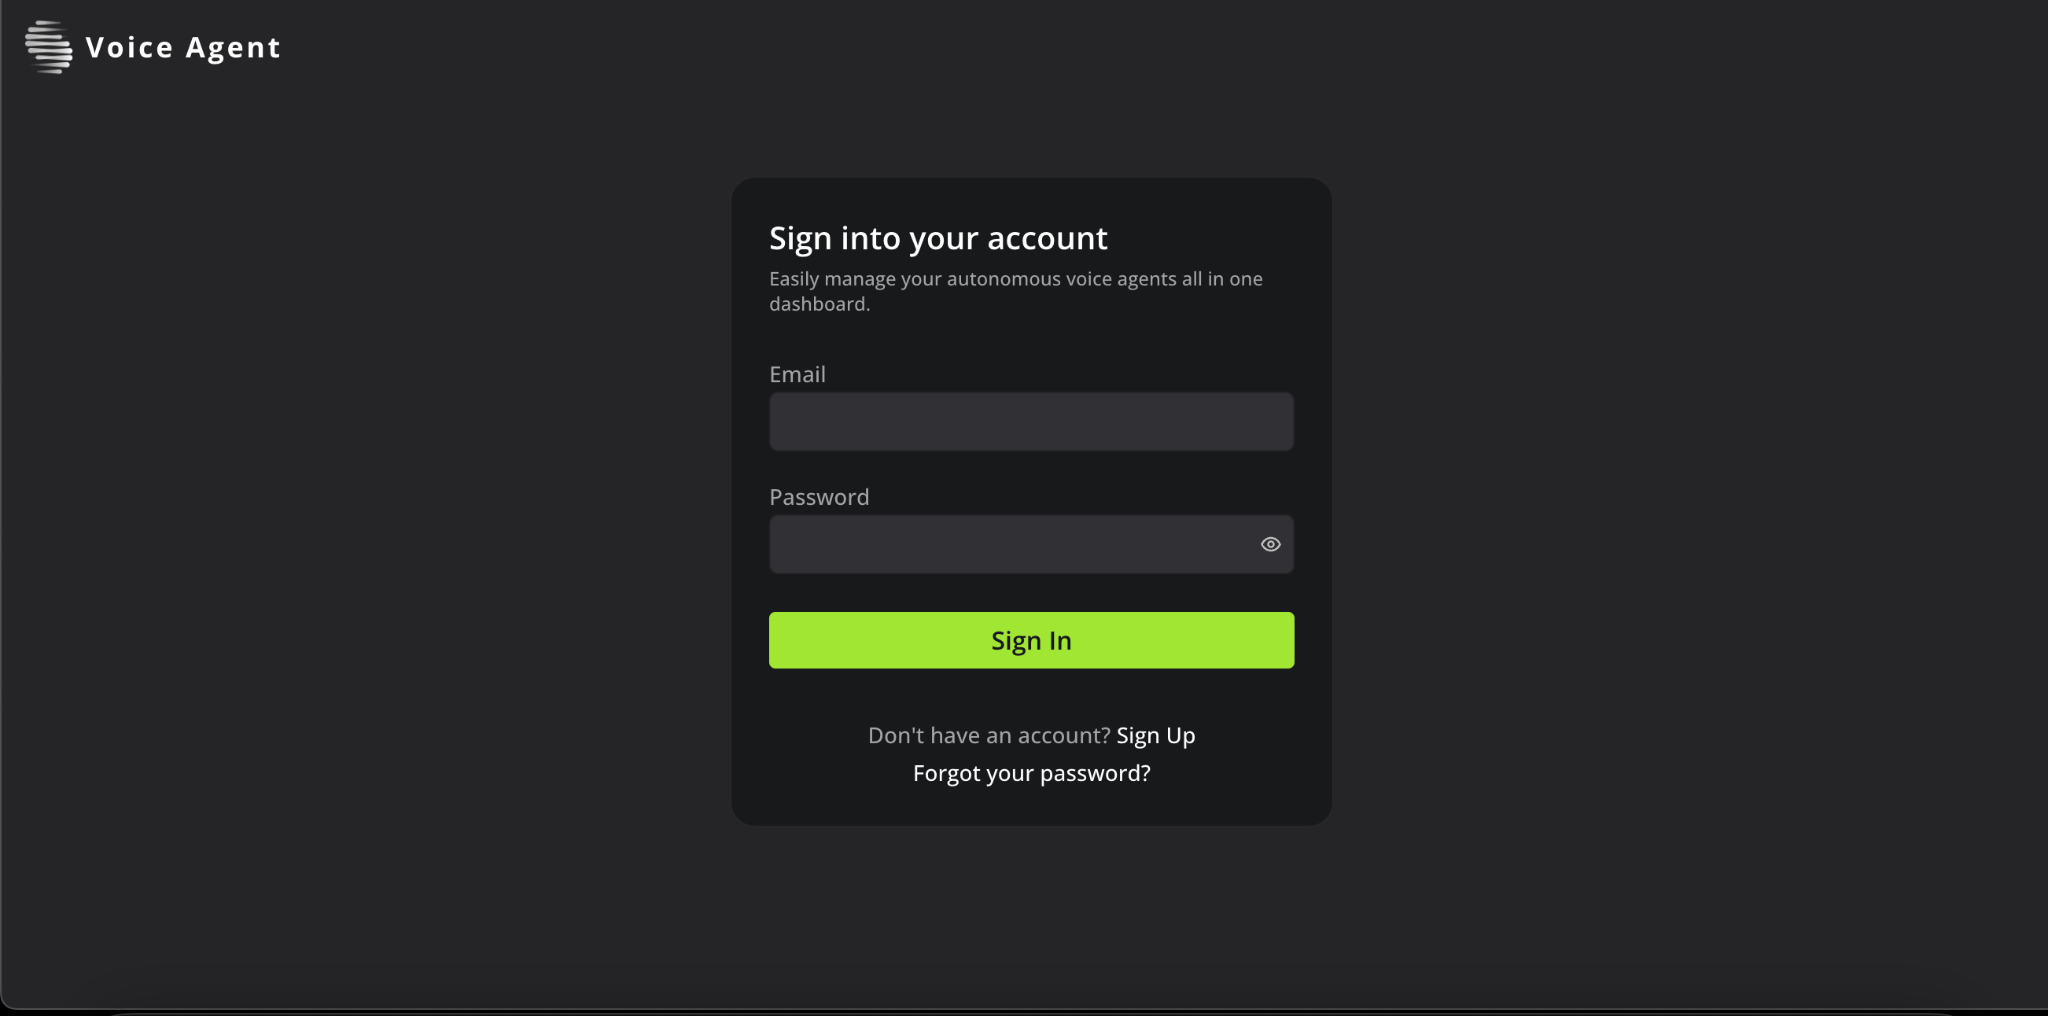 Voice Agent
Sign into your account
Easily manage your autonomous voice agents all in one
dashboard.
Email
Password
Sign In
Don't have an account? Sign Up
Forgot your password?